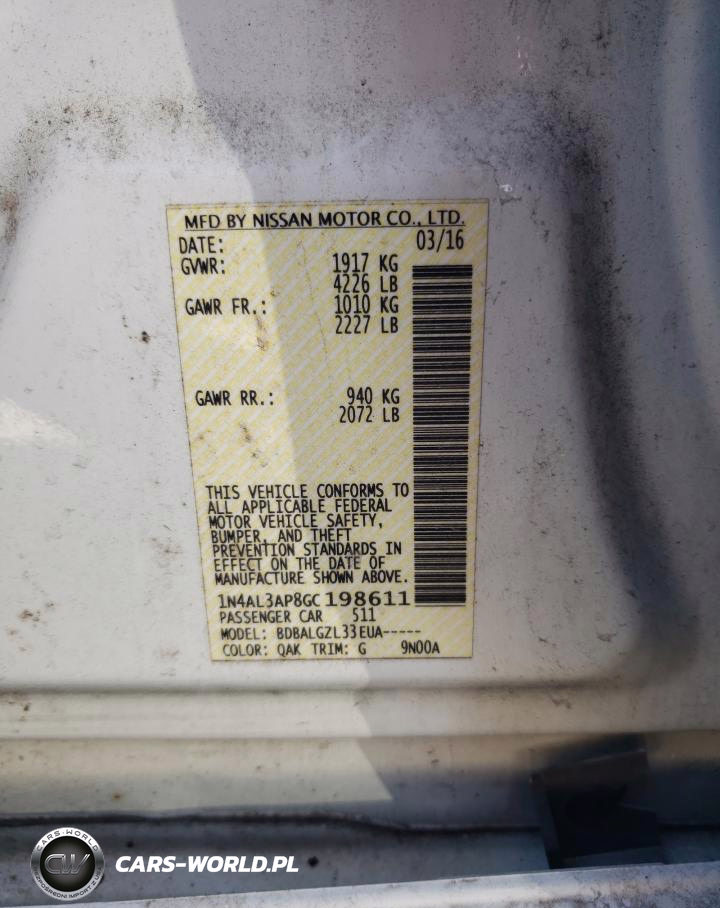 MFD BY NISSAN MOTOR CO., LTD.
DATE: 03/16
GVWR: 1917 KG
4226 LB
GAWR FR.: 1010 KG
2227 LB
GAWR RR.: 940 KG
2072 LB
THIS VEHICLE CONFORMS TO
ALL APPLICABLE FEDERAL
MOTOR VEHICLE SAFETY,
BUMPER, AND THEFT
PREVENTION STANDARDS IN
EFFECT ON THE DATE OF
MANUFACTURE SHOWN ABOVE.
1N4AL3AP8GC198611
PASSENGER CAR 511
MODEL: BDBALGZL33EUA-----
COLOR: QAK TRIM: G 9N00A
CARS-WORLD
CW
CARS-WORLD.PL